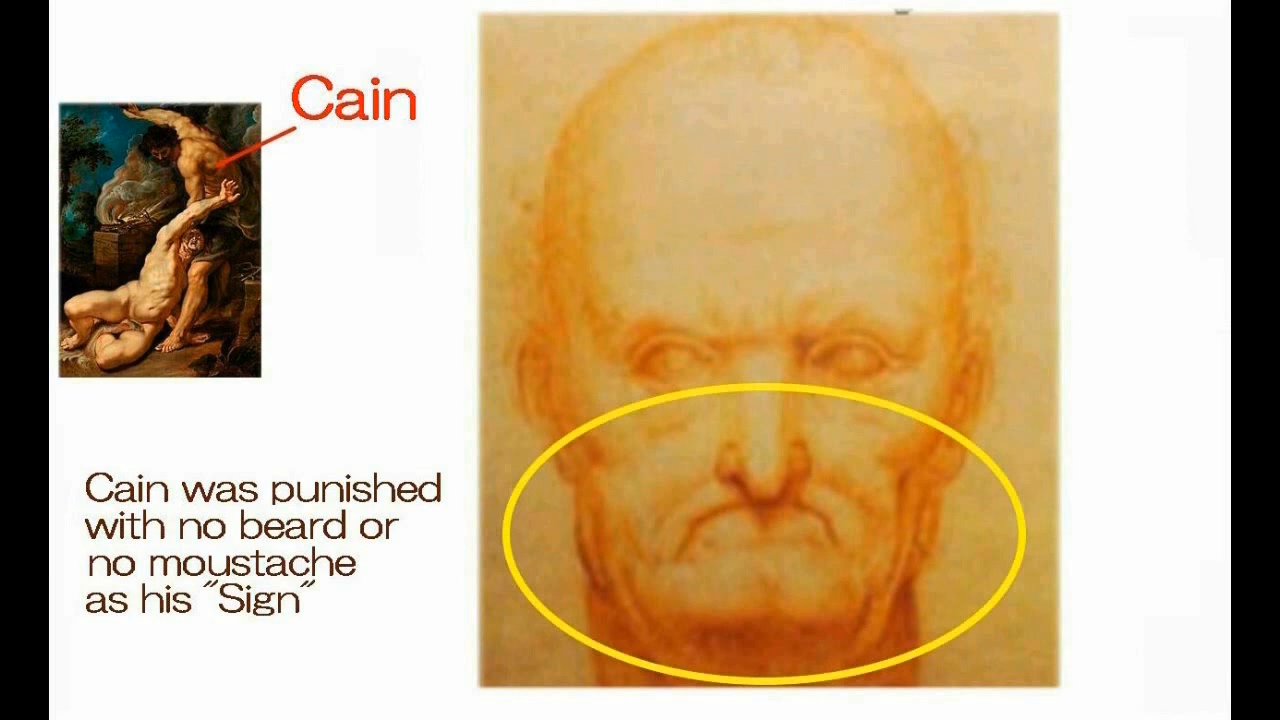 Cain
Cain was punished
with no beard or
no moustache
as his "Sign"